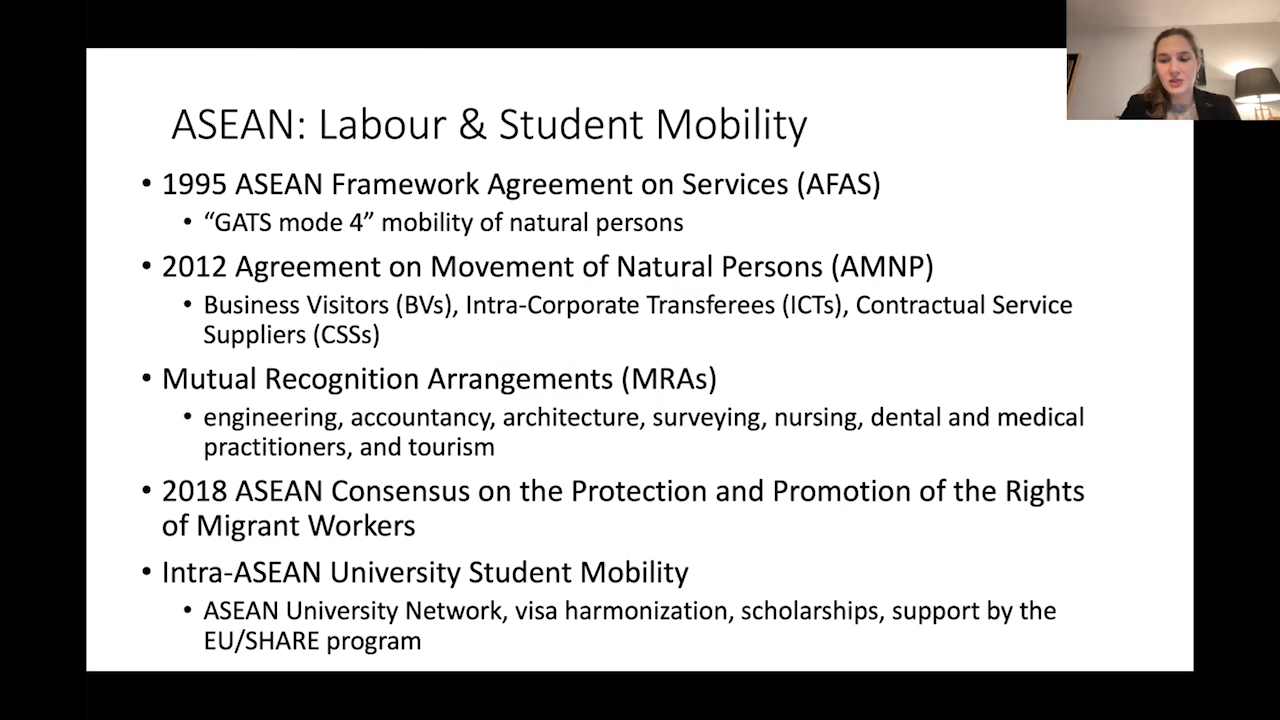 ASEAN: Labour & Student Mobility
• 1995 ASEAN Framework Agreement on Services (AFAS)
• “GATS mode 4” mobility of natural persons
• 2012 Agreement on Movement of Natural Persons (AMNP)
• Business Visitors (BVs), Intra-Corporate Transferees (ICTs), Contractual Service
Suppliers (CSSs)
• Mutual Recognition Arrangements (MRAs)
• engineering, accountancy, architecture, surveying, nursing, dental and medical
practitioners, and tourism
• 2018 ASEAN Consensus on the Protection and Promotion of the Rights
of Migrant Workers
• Intra-ASEAN University Student Mobility
• ASEAN University Network, visa harmonization, scholarships, support by the
EU/SHARE program